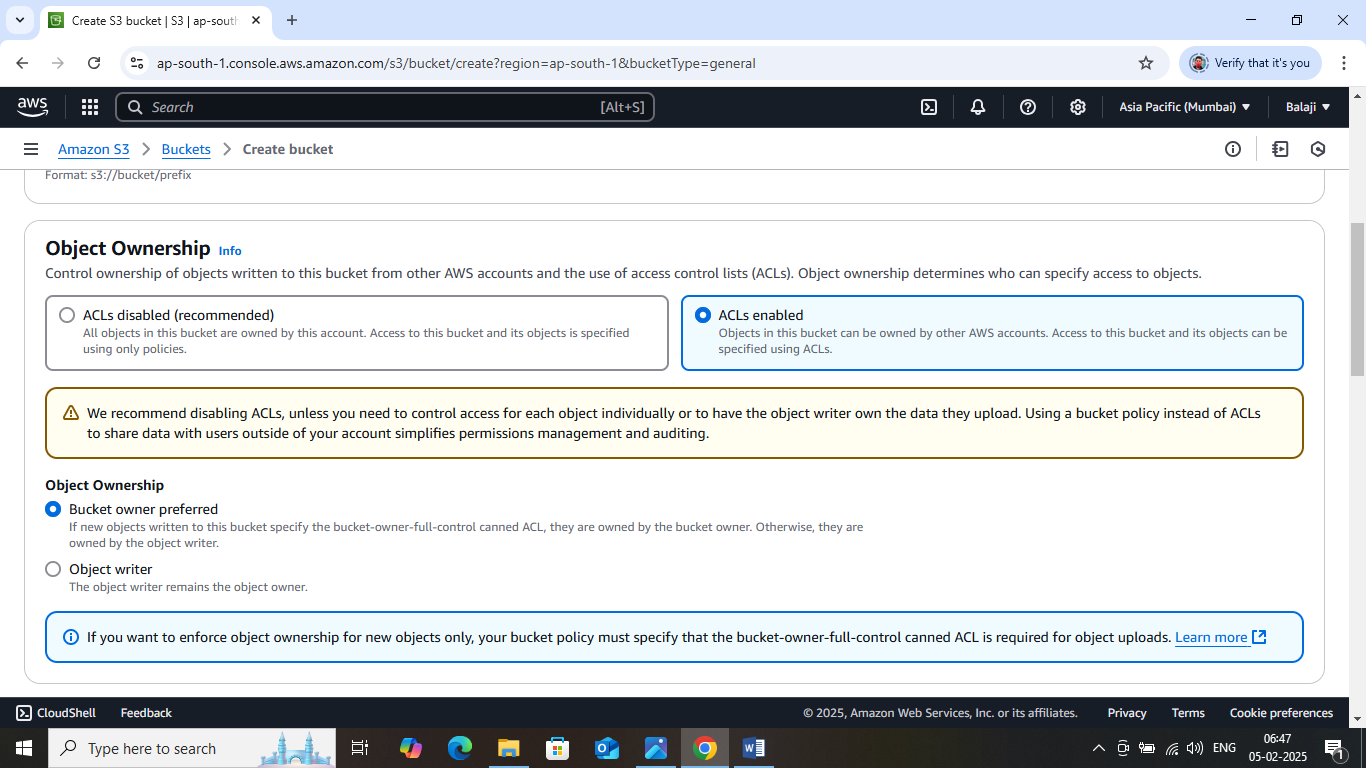 Create S3 bucket | S3 | ap-south
ap-south-1.console.aws.amazon.com/s3/bucket/create?region=ap-south-1&bucketType=general
Verify that it's you
aws
Search
[Alt+S]
Asia Pacific (Mumbai)
Balaji
Amazon S3
Buckets
Create bucket
Format: s3://bucket/prefix
Object Ownership Info
Control ownership of objects written to this bucket from other AWS accounts and the use of access control lists (ACLs). Object ownership determines who can specify access to objects.
ACLs disabled (recommended)
All objects in this bucket are owned by this account. Access to this bucket and its objects is specified
using only policies.
ACLs enabled
Objects in this bucket can be owned by other AWS accounts. Access to this bucket and its objects can be
specified using ACLs.
We recommend disabling ACLs, unless you need to control access for each object individually or to have the object writer own the data they upload. Using a bucket policy instead of ACLs
to share data with users outside of your account simplifies permissions management and auditing.
Object Ownership
Bucket owner preferred
If new objects written to this bucket specify the bucket-owner-full-control canned ACL, they are owned by the bucket owner. Otherwise, they are
owned by the object writer.
Object writer
The object writer remains the object owner.
If you want to enforce object ownership for new objects only, your bucket policy must specify that the bucket-owner-full-control canned ACL is required for object uploads. Learn more
CloudShell
Feedback
© 2025, Amazon Web Services, Inc. or its affiliates.
Privacy
Terms
Cookie preferences
Type here to search
ENG
06:47
05-02-2025
1